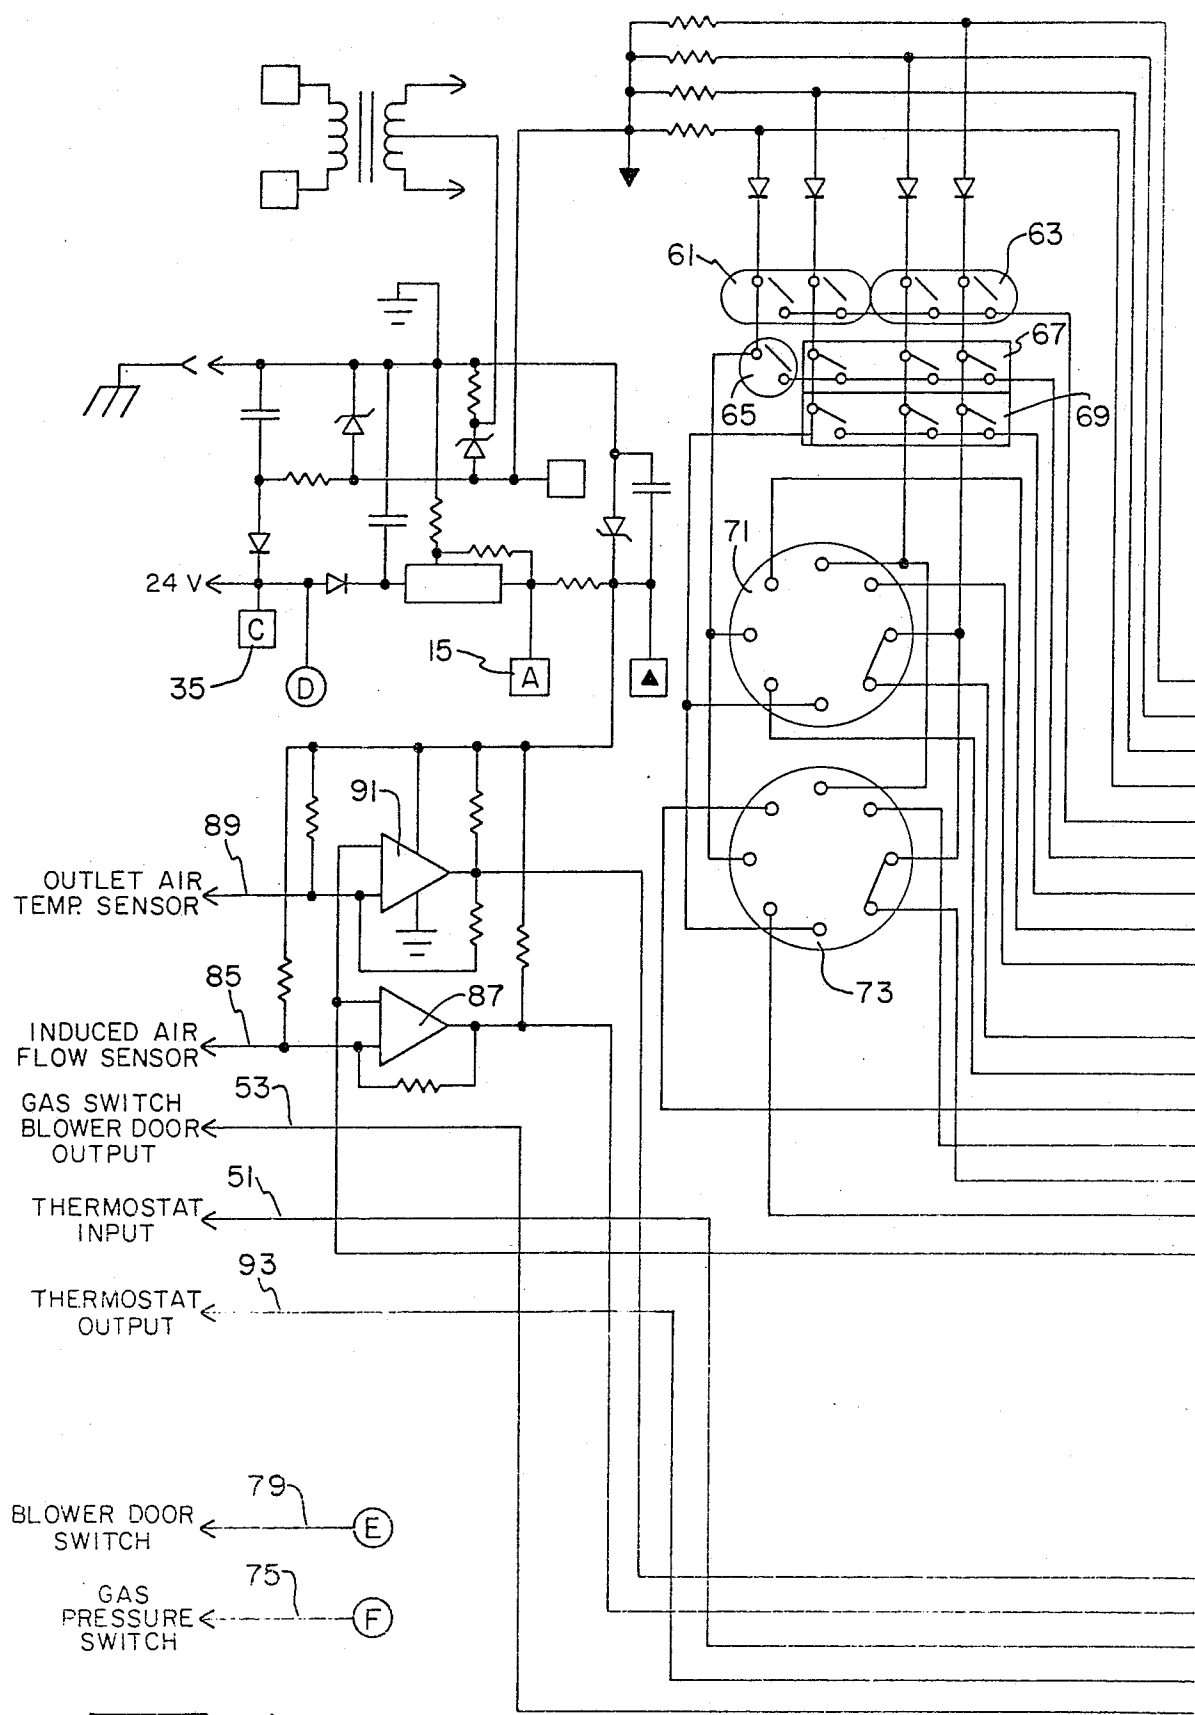 61
63
67
65
69
71
24 V
C
35
D
15
A
91
89
OUTLET AIR
TEMP. SENSOR
73
87
85
INDUCED AIR
FLOW SENSOR
53
GAS SWITCH
BLOWER DOOR
OUTPUT
51
THERMOSTAT
INPUT
93
THERMOSTAT
OUTPUT
79
BLOWER DOOR
SWITCH
E
75
GAS
PRESSURE
SWITCH
F